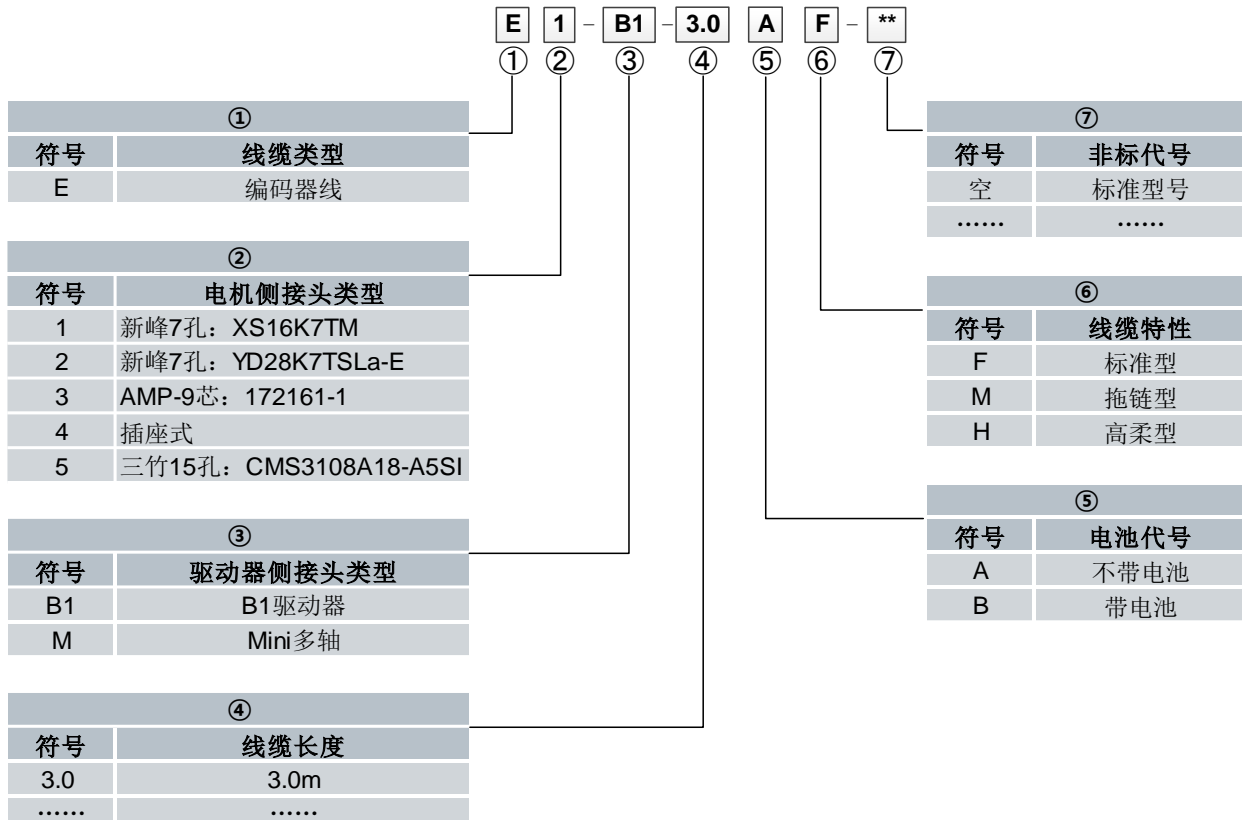 E 1 – B1 – 3.0 A F – **
① ② ③ ④ ⑤ ⑥ ⑦
①
符号 线缆类型
E 编码器线
②
符号 电机侧接头类型
1 新峰7孔：XS16K7TM
2 新峰7孔：YD28K7TSLa-E
3 AMP-9芯：172161-1
4 插座式
5 三竹15孔：CMS3108A18-A5SI
③
符号 驱动器侧接头类型
B1 B1驱动器
M Mini多轴
④
符号 线缆长度
3.0 3.0m
…… ……
⑦
符号 非标代号
空 标准型号
…… ……
⑥
符号 线缆特性
F 标准型
M 拖链型
H 高柔型
⑤
符号 电池代号
A 不带电池
B 带电池